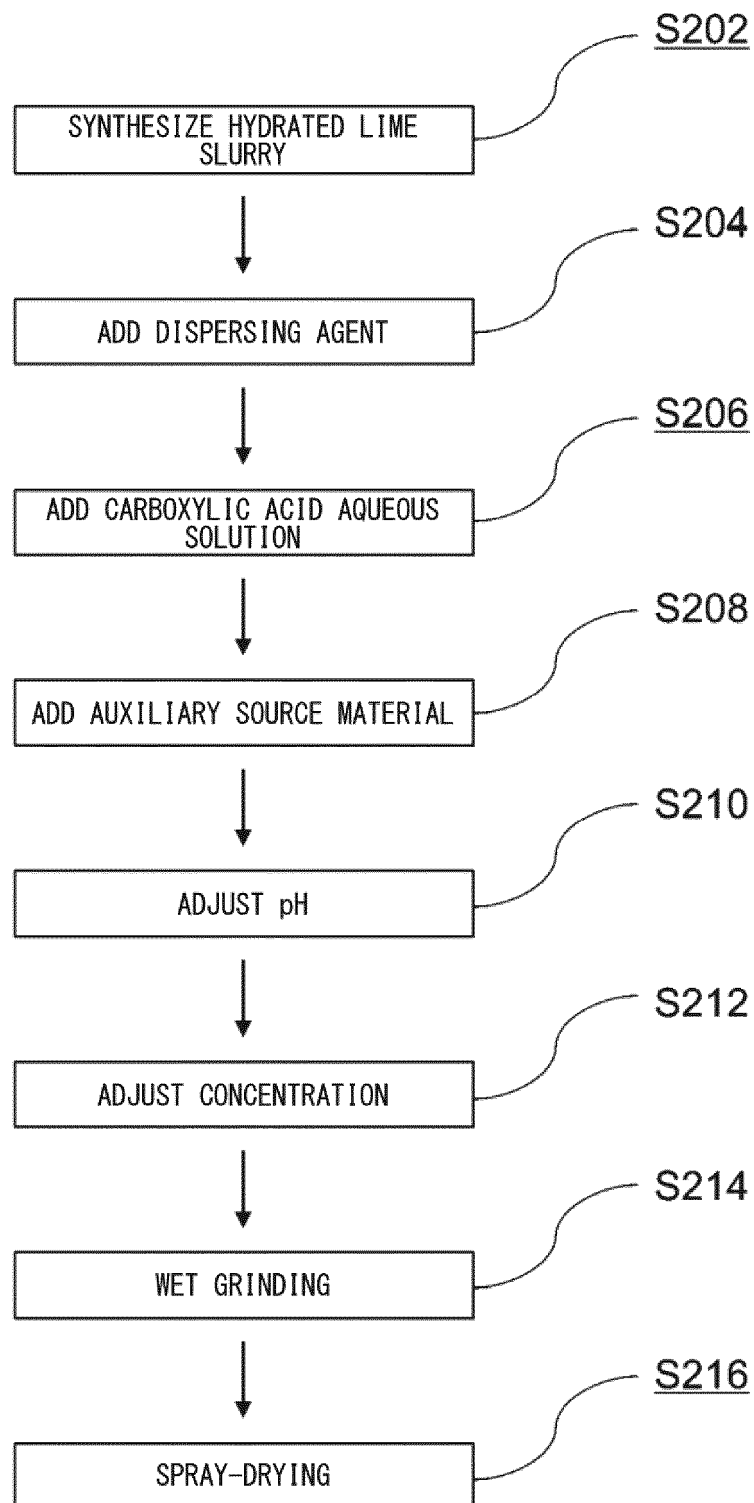 S202
SYNTHESIZE HYDRATED LIME
SLURRY
S204
ADD DISPERSING AGENT
S206
ADD CARBOXYLIC ACID AQUEOUS
SOLUTION
S208
ADD AUXILIARY SOURCE MATERIAL
S210
ADJUST pH
S212
ADJUST CONCENTRATION
S214
WET GRINDING
S216
SPRAY-DRYING